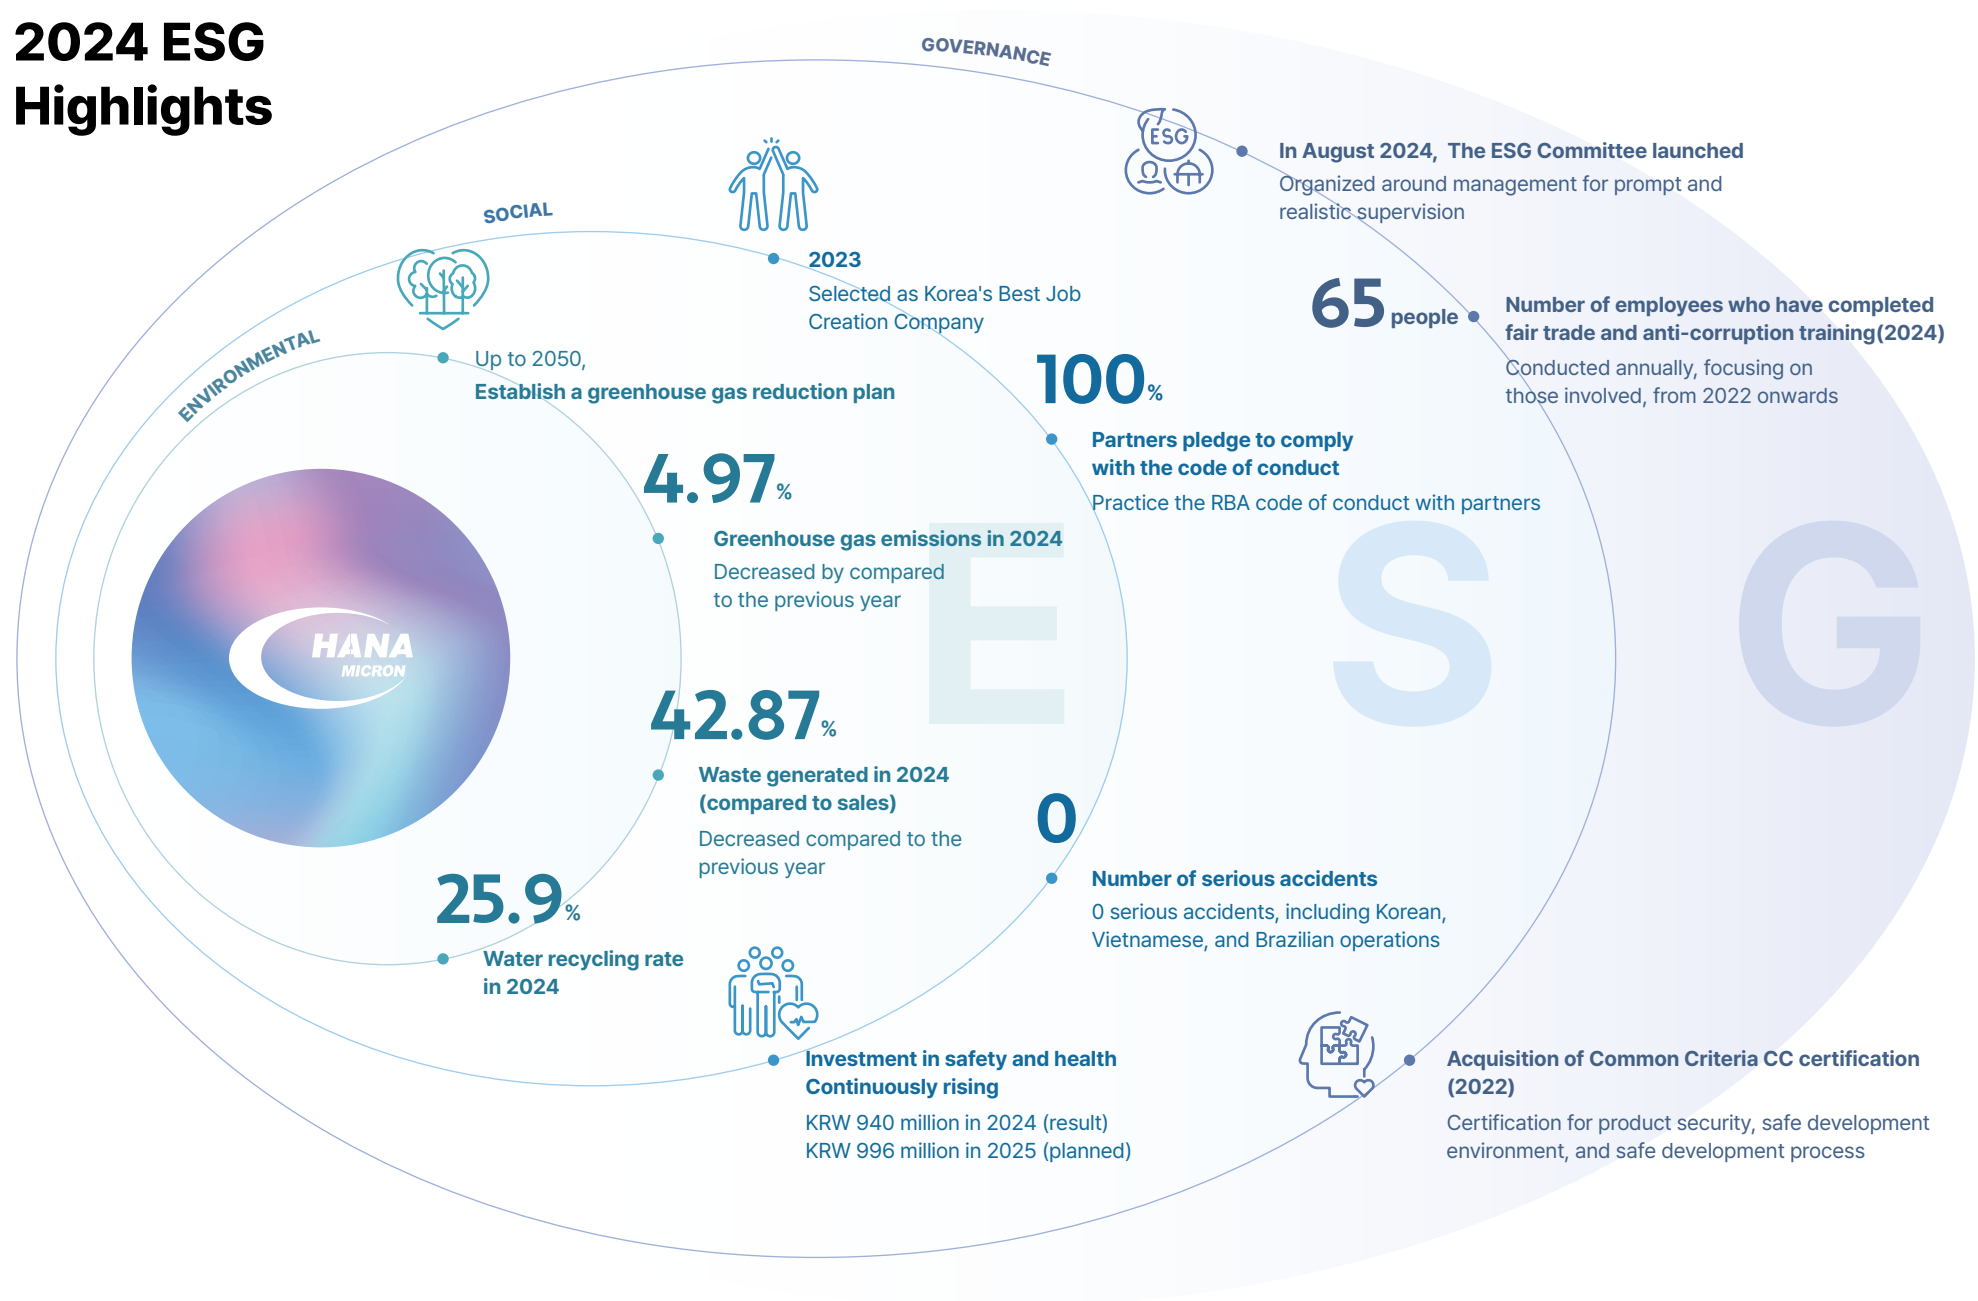 2024 ESG
Highlights
GOVERNANCE
SOCIAL
ENVIRONMENTAL
HANA
MICRON
E
S
G
Up to 2050,
Establish a greenhouse gas reduction plan
4.97%
Greenhouse gas emissions in 2024
Decreased by compared
to the previous year
42.87%
Waste generated in 2024
(compared to sales)
Decreased compared to the
previous year
25.9%
Water recycling rate
in 2024
2023
Selected as Korea's Best Job
Creation Company
100%
Partners pledge to comply
with the code of conduct
Practice the RBA code of conduct with partners
0
Number of serious accidents
0 serious accidents, including Korean,
Vietnamese, and Brazilian operations
Investment in safety and health
Continuously rising
KRW 940 million in 2024 (result)
KRW 996 million in 2025 (planned)
ESG
In August 2024, The ESG Committee launched
Organized around management for prompt and
realistic supervision
65 people
Number of employees who have completed
fair trade and anti-corruption training(2024)
Conducted annually, focusing on
those involved, from 2022 onwards
Acquisition of Common Criteria CC certification
(2022)
Certification for product security, safe development
environment, and safe development process